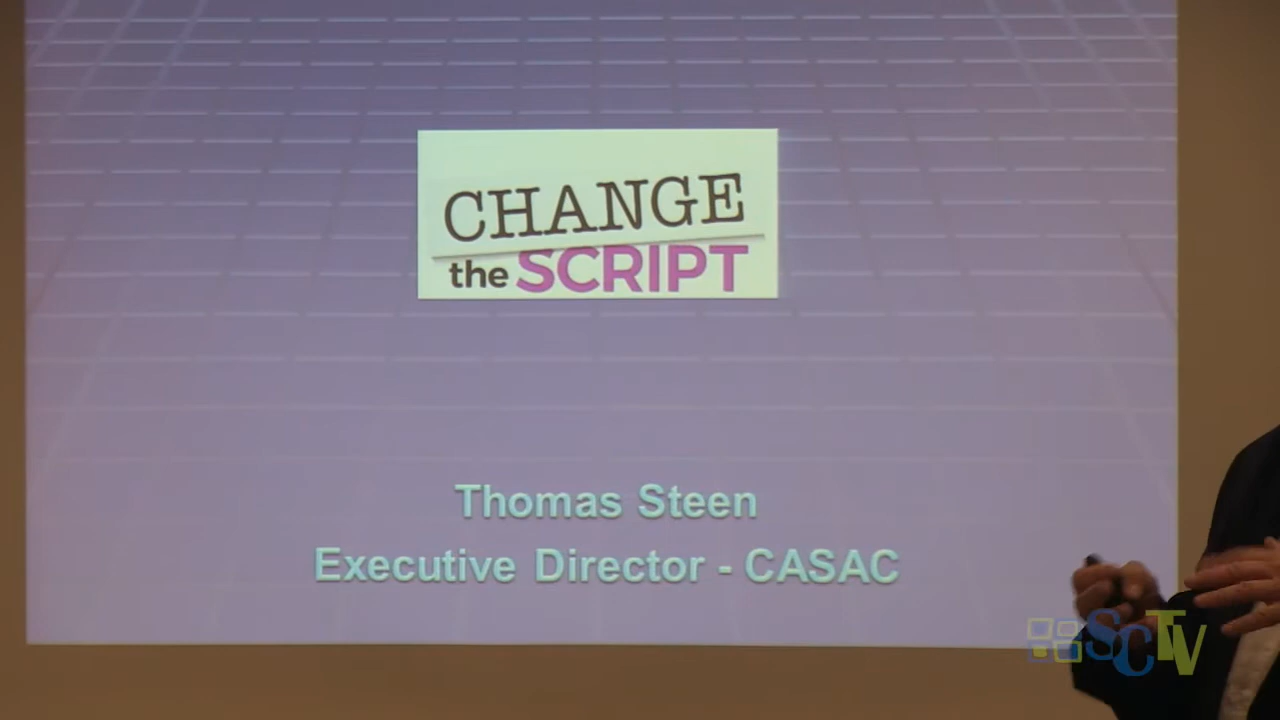 CHANGE
the SCRIPT
Thomas Steen
Executive Director - CASAC
SCTV